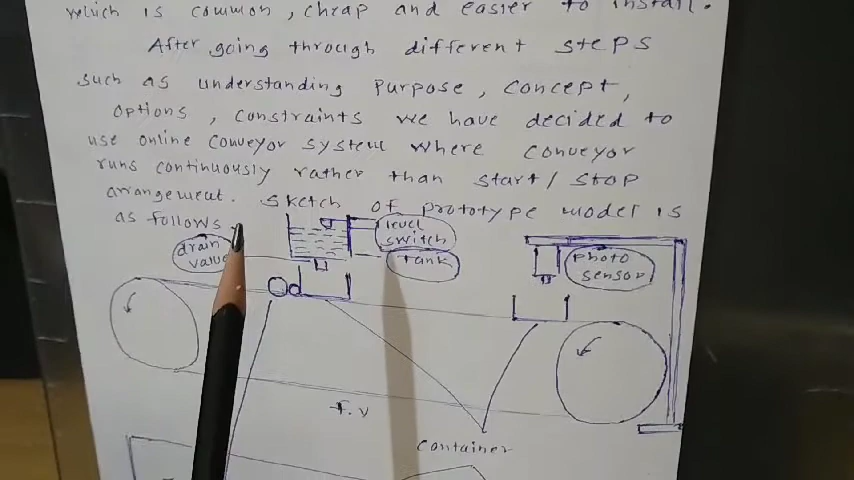 which is common, cheap and easier to install.
After going through different steps
such as understanding purpose, concept,
options, constraints we have decided to
use online conveyor system where conveyor
runs continuously rather than start/stop
arrangement. sketch of prototype model is
as follows.
level
switch
drain
valve
tank
photo
sensor
F.V
container